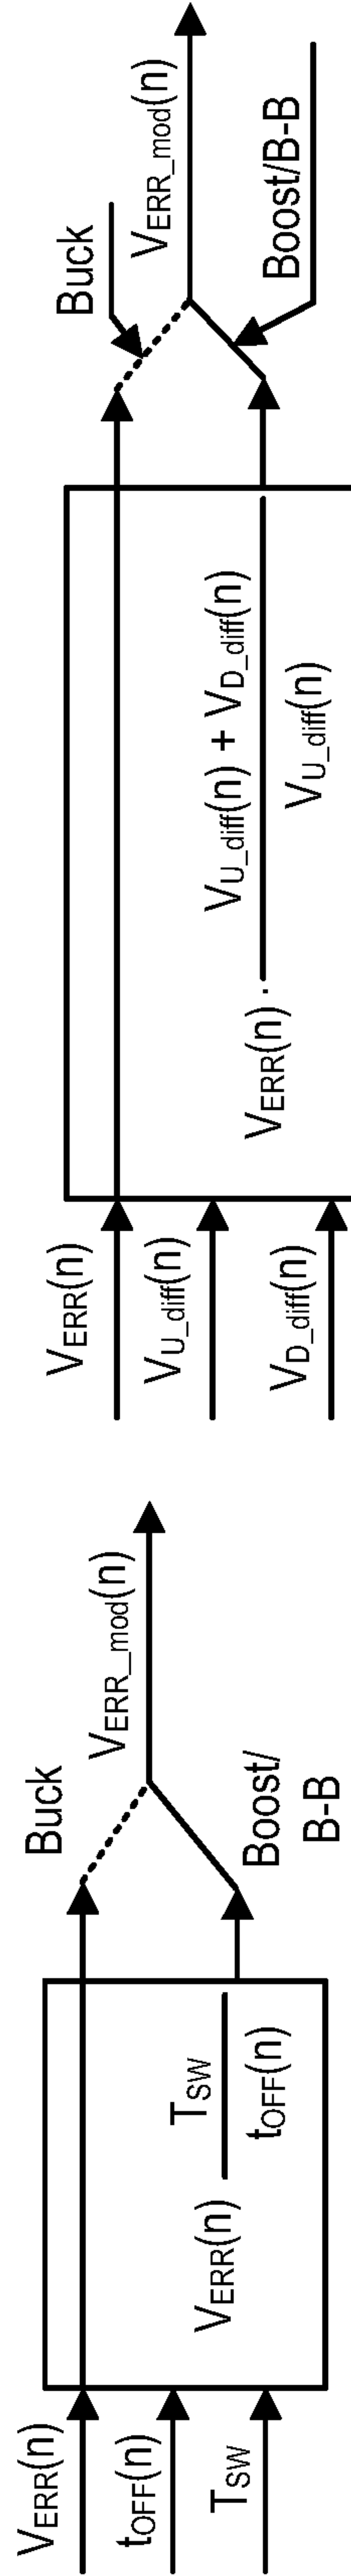 V_ERR(n)
t_OFF(n)
T_SW
V_ERR(n) T_SW
t_OFF(n)
Buck
V_ERR_mod(n)
Boost/
B-B
V_ERR(n)
V_U_diff(n)
V_D_diff(n)
V_U_diff(n) + V_D_diff(n)
V_ERR(n) ·
V_U_diff(n)
Buck
V_ERR_mod(n)
Boost/B-B